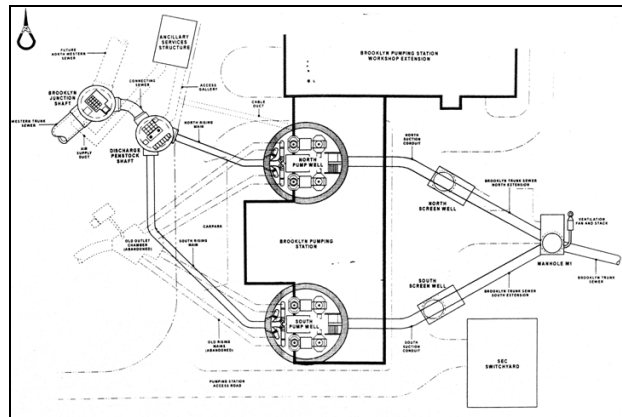 FUTURE
NORTH WESTERN
SEWER
ANCILLARY
SERVICES
STRUCTURE
BROOKLYN PUMPING STATION
WORKSHOP EXTENSION
BROOKLYN
JUNCTION
SHAFT
CONNECTING
SEWER
ACCESS
GALLERY
CABLE
DUCT
WESTERN TRUNK
SEWER
AIR
SUPPLY
DUCT
DISCHARGE
PENSTOCK
SHAFT
NORTH RISING
MAIN
NORTH
PUMP WELL
NORTH
SUCTION
CONDUIT
NORTH
SCREEN WELL
BROOKLYN TRUNK SEWER
NORTH EXTENSION
VENTILATION
FAN AND STACK
MANHOLE M1
BROOKLYN TRUNK
SEWER
CARPARK
OLD OUTLET
CHAMBER
(ABANDONED)
SOUTH RISING
MAIN
BROOKLYN PUMPING
STATION
SOUTH
SCREEN WELL
BROOKLYN TRUNK SEWER
SOUTH EXTENSION
SOUTH
PUMP WELL
OLD RISING
MAINS
(ABANDONED)
SOUTH
SUCTION
CONDUIT
SEC
SWITCHYARD
PUMPING STATION
ACCESS ROAD